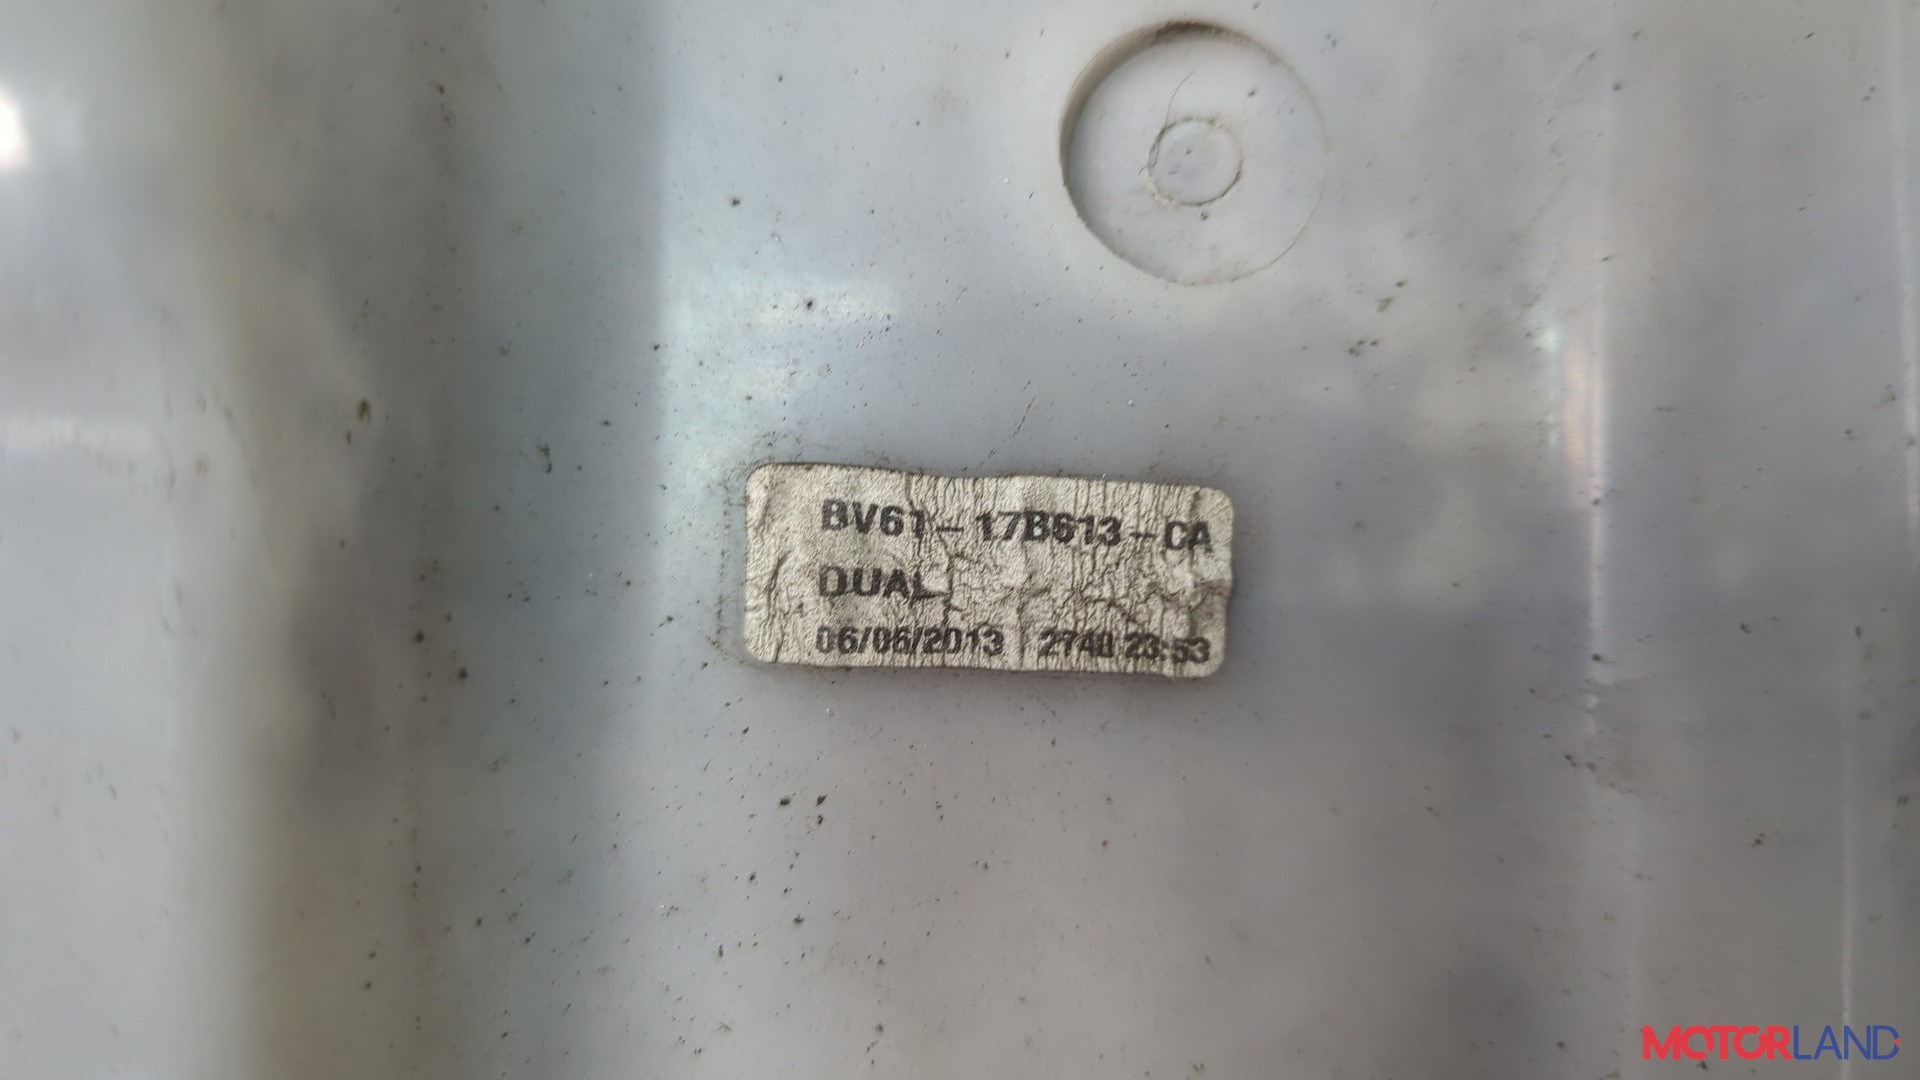 BV61-17B613-CA
DUAL
06/06/2013 2740 23:53
MOTORLAND